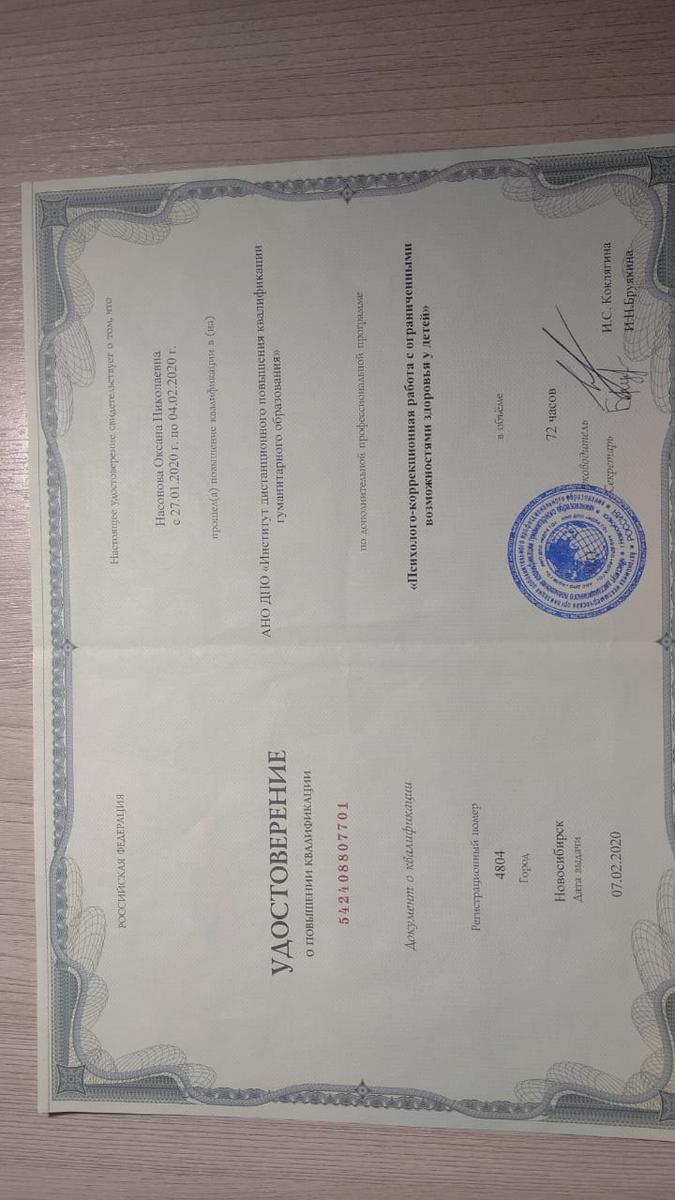 РОССИЙСКАЯ ФЕДЕРАЦИЯ
УДОСТОВЕРЕНИЕ
О ПОВЫШЕНИИ КВАЛИФИКАЦИИ
542408807701
Документ о квалификации
Регистрационный номер
4804
Город
Новосибирск
Дата выдачи
07.02.2020
Настоящее удостоверение свидетельствует о том, что
Насонова Оксана Николаевна
с 27.01.2020 г. по 04.02.2020 г.
прошел(а) повышение квалификации в (на)
АНО ДПО «Институт дистанционного повышения квалификации
гуманитарного образования»
по дополнительной профессиональной программе
«Психолого-коррекционная работа с ограниченными
возможностями здоровья у детей»
в объёме
72 часов
Руководитель
И.С. Коклягина
Секретарь
И.Н.Бруякина